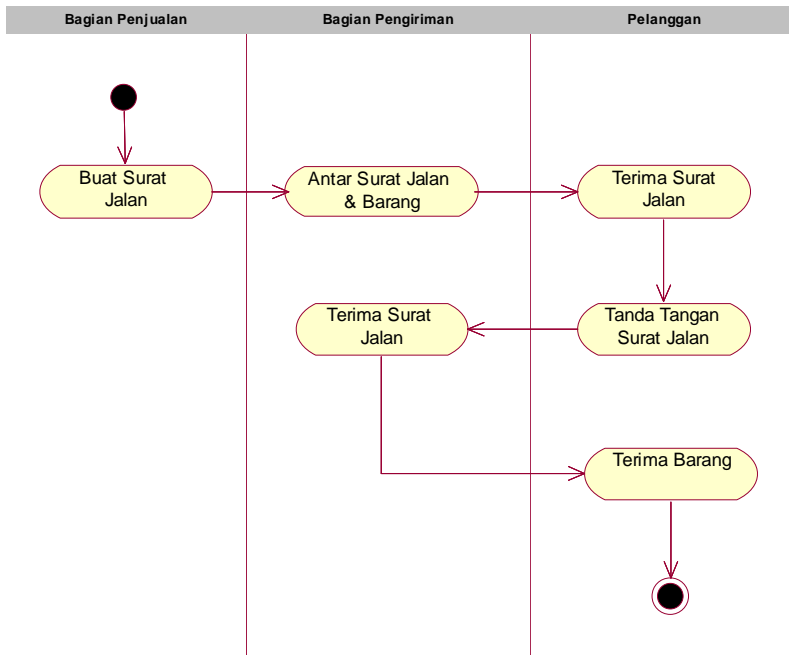 Bagian Penjualan
Bagian Pengiriman
Pelanggan
Buat Surat
Jalan
Antar Surat Jalan
& Barang
Terima Surat
Jalan
Terima Surat
Jalan
Tanda Tangan
Surat Jalan
Terima Barang